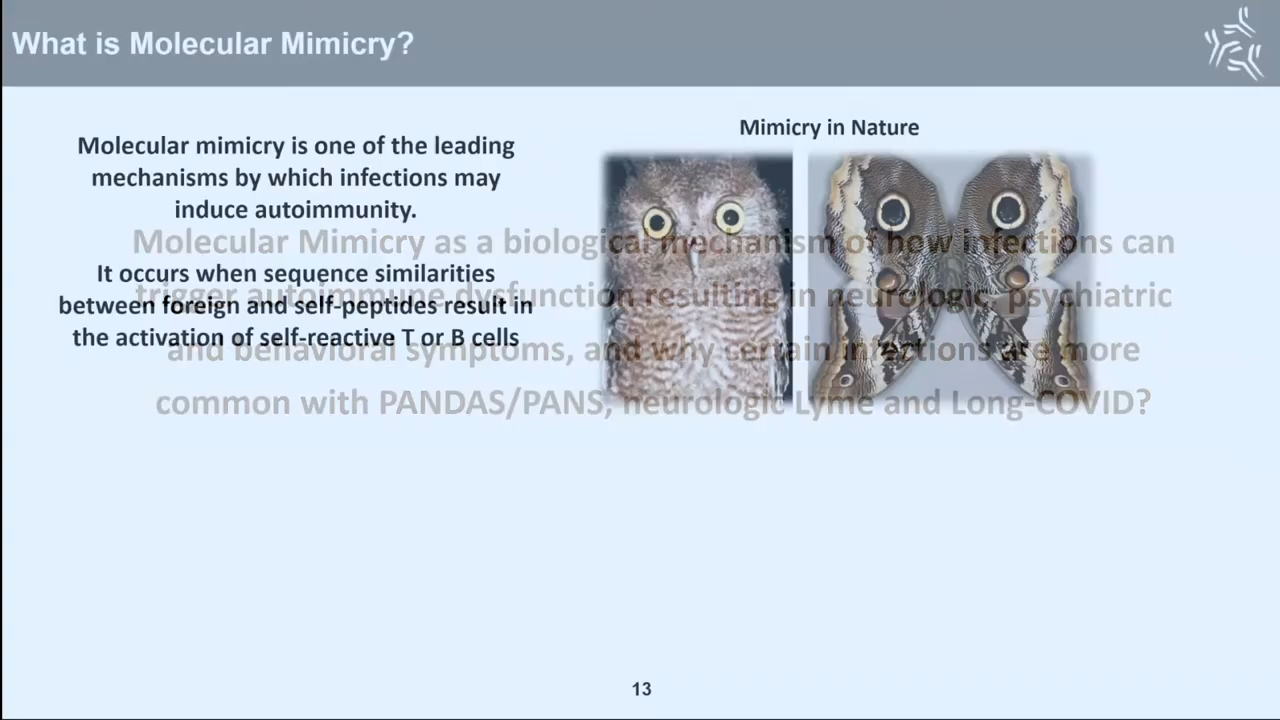 What is Molecular Mimicry?
Molecular mimicry is one of the leading
mechanisms by which infections may
induce autoimmunity.
It occurs when sequence similarities
between foreign and self-peptides result in
the activation of self-reactive T or B cells
Mimicry in Nature
Molecular Mimicry as a biological mechanism of how infections can
trigger autoimmune dysfunction resulting in neurologic, psychiatric
and behavioral symptoms, and why certain infections are more
common with PANDAS/PANS, neurologic Lyme and Long-COVID?
13